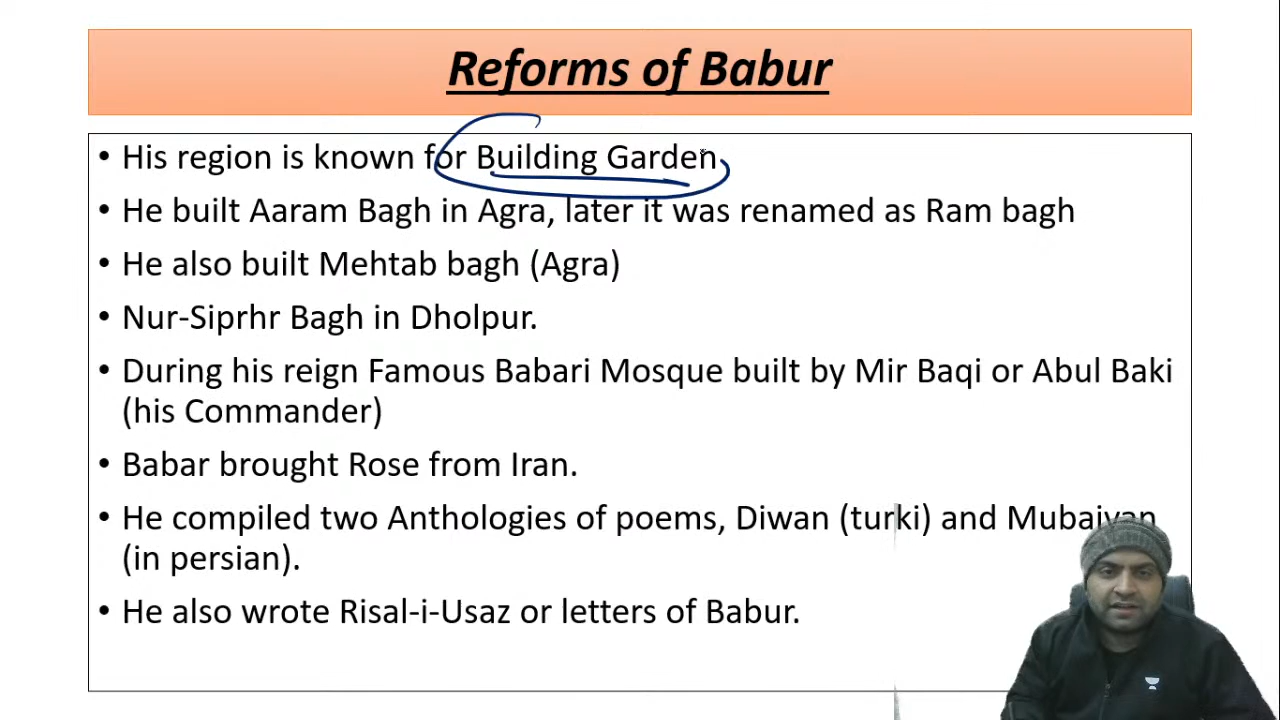 Reforms of Babur
• His region is known for Building Garden
• He built Aaram Bagh in Agra, later it was renamed as Ram bagh
• He also built Mehtab bagh (Agra)
• Nur-Siprhr Bagh in Dholpur.
• During his reign Famous Babari Mosque built by Mir Baqi or Abul Baki
(his Commander)
• Babar brought Rose from Iran.
• He compiled two Anthologies of poems, Diwan (turki) and Mubaiyan
(in persian).
• He also wrote Risal-i-Usaz or letters of Babur.